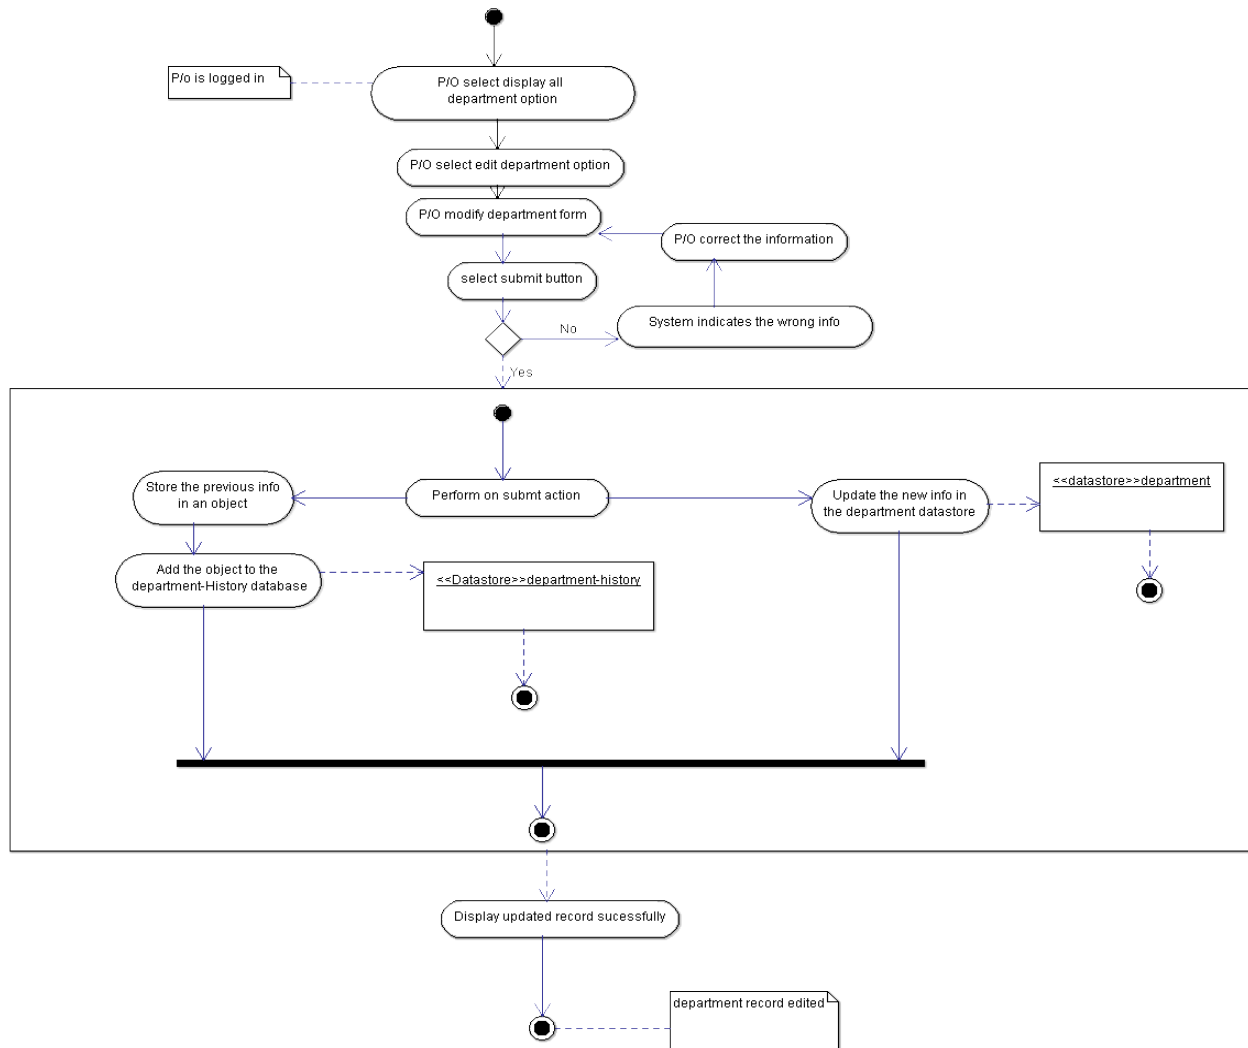 P/o is logged in
P/O select display all
department option
P/O select edit department option
P/O modify department form
P/O correct the information
select submit button
System indicates the wrong info
No
Yes
Store the previous info
in an object
Perform on submt action
Update the new info in
the department datastore
<<datastore>>department
Add the object to the
department-History database
<<Datastore>>department-history
Display updated record sucessfully
department record edited